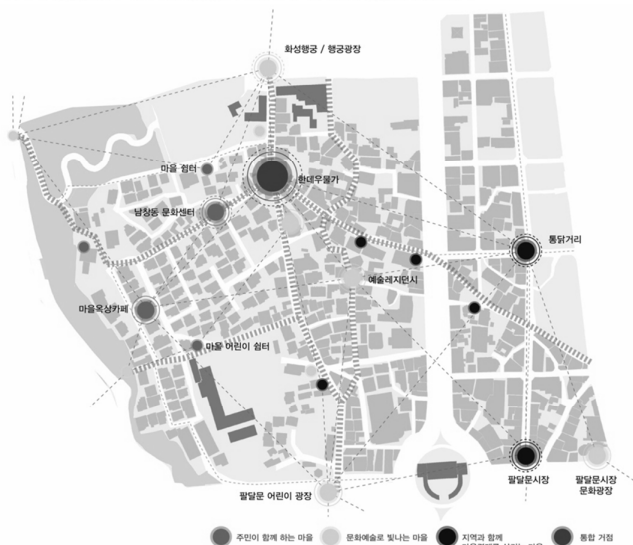 화성행궁 / 행궁광장
마을 쉼터
한데우물가
남창동 문화센터
통닭거리
예술레지던시
마을옥상카페
마을 어린이 쉼터
팔달문시장
팔달문시장
문화광장
팔달문 어린이 광장
주민이 함께 하는 마을
문화예술로 빛나는 마을
지역과 함께
통합 거점